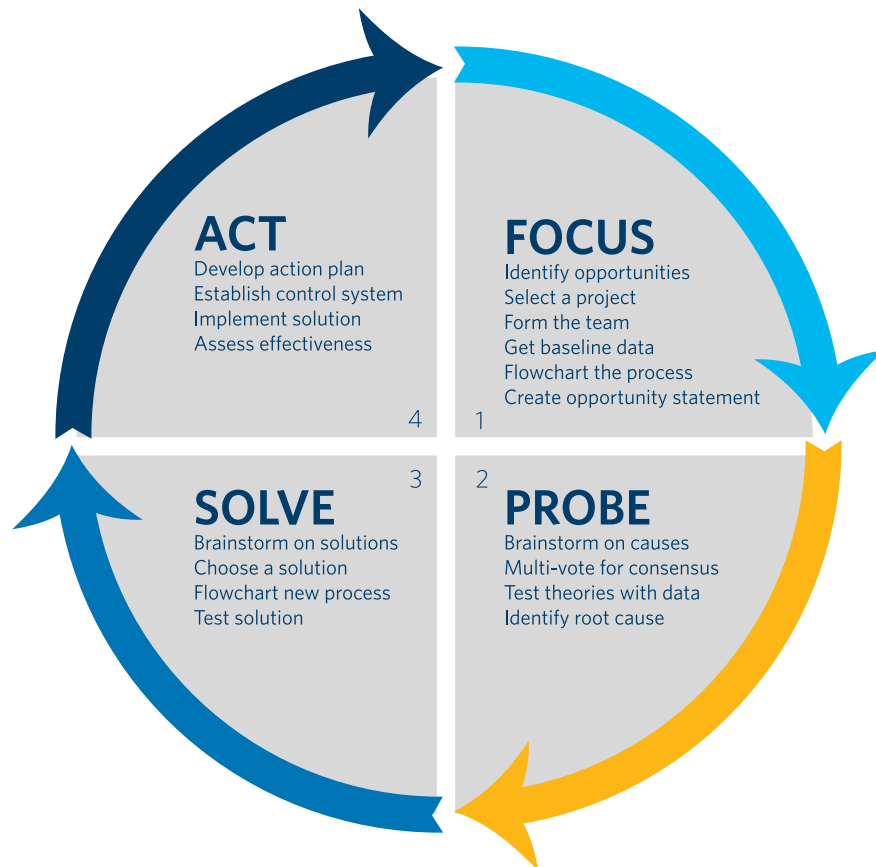 FOCUS
Identify opportunities
Select a project
Form the team
Get baseline data
Flowchart the process
Create opportunity statement
1
2
PROBE
Brainstorm on causes
Multi-vote for consensus
Test theories with data
Identify root cause
3
SOLVE
Brainstorm on solutions
Choose a solution
Flowchart new process
Test solution
ACT
Develop action plan
Establish control system
Implement solution
Assess effectiveness
4